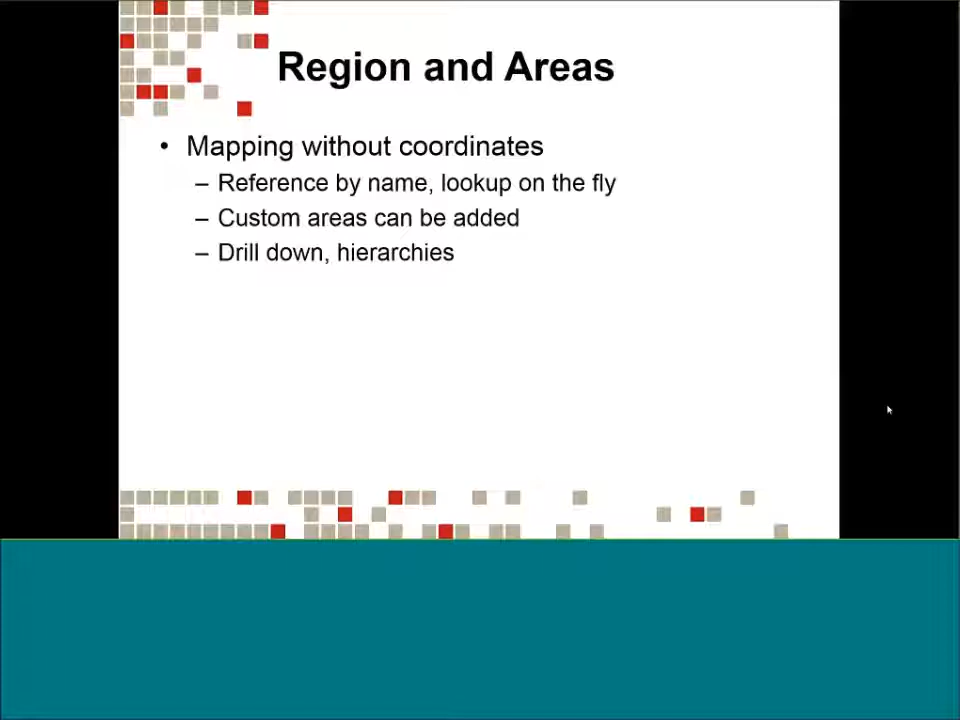 Region and Areas
• Mapping without coordinates
– Reference by name, lookup on the fly
– Custom areas can be added
– Drill down, hierarchies